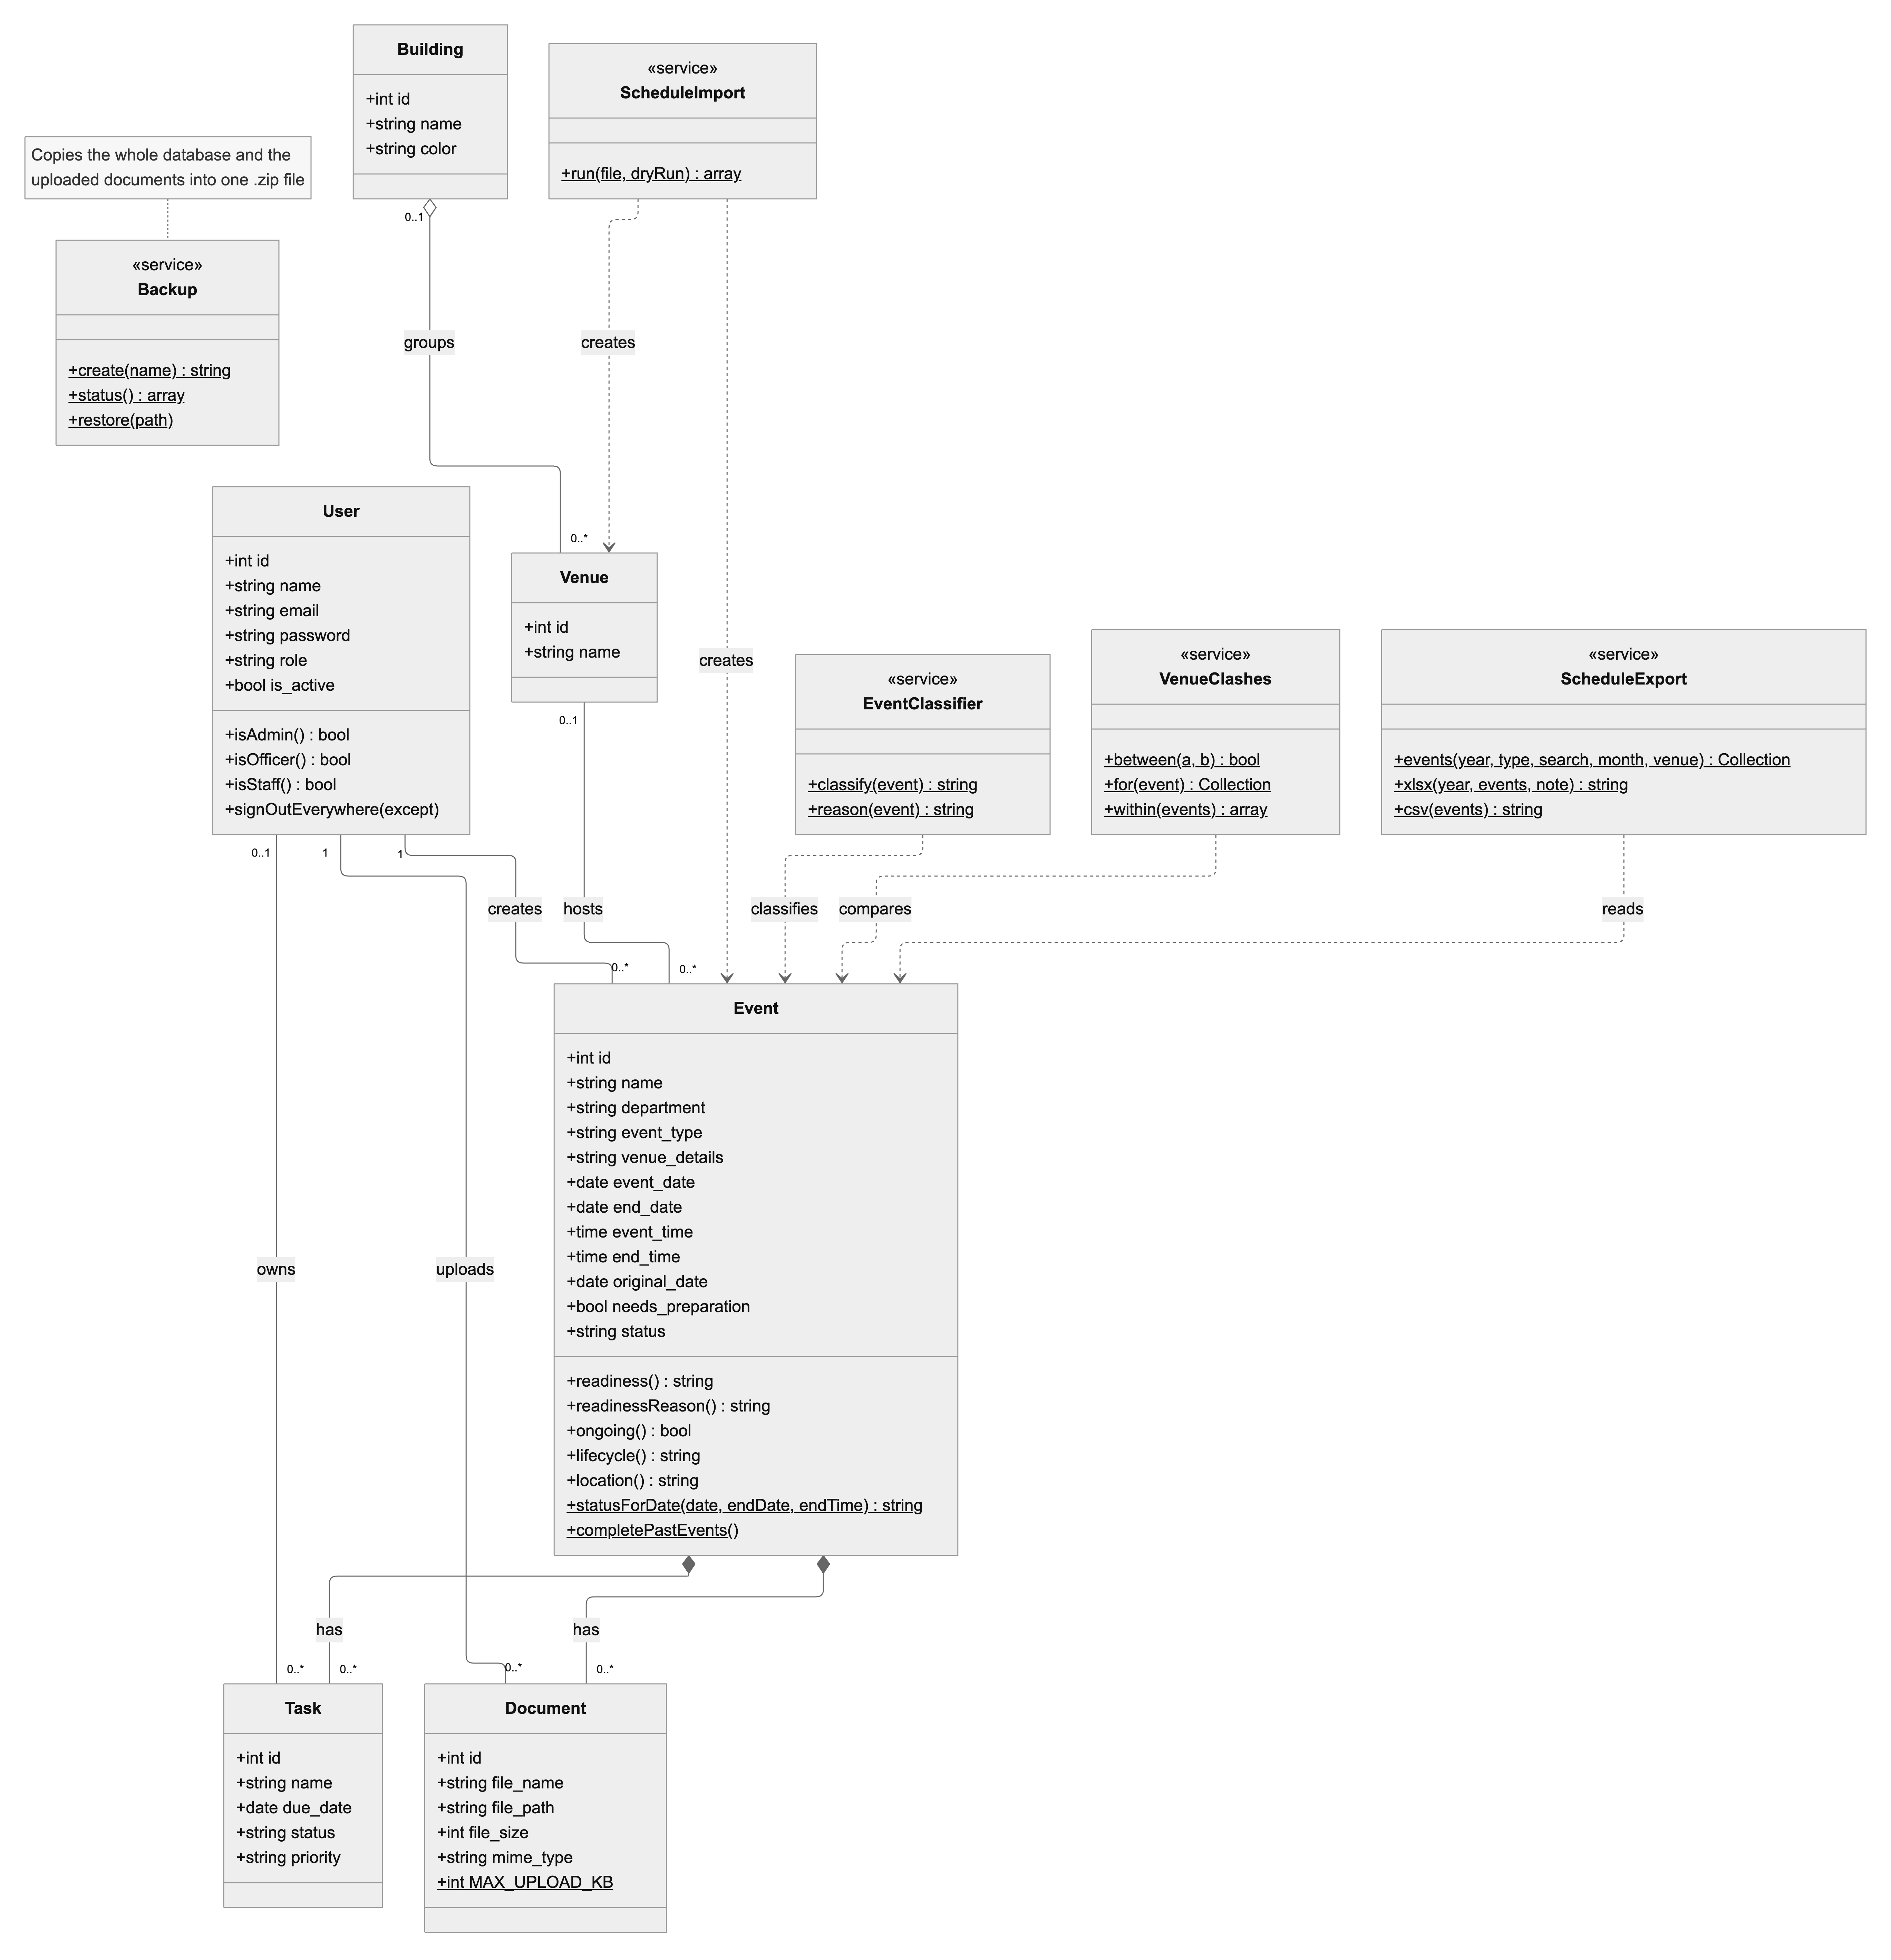 Building
+int id
+string name
+string color
«service»
ScheduleImport
+run(file, dryRun) : array
Copies the whole database and the
uploaded documents into one .zip file
«service»
Backup
+create(name) : string
+status() : array
+restore(path)
0..1
groups
0..*
creates
creates
User
+int id
+string name
+string email
+string password
+string role
+bool is_active
+isAdmin() : bool
+isOfficer() : bool
+isStaff() : bool
+signOutEverywhere(except)
Venue
+int id
+string name
«service»
EventClassifier
+classify(event) : string
+reason(event) : string
«service»
VenueClashes
+between(a, b) : bool
+for(event) : Collection
+within(events) : array
«service»
ScheduleExport
+events(year, type, search, month, venue) : Collection
+xlsx(year, events, note) : string
+csv(events) : string
0..1
1
1
0..1
creates
hosts
classifies
compares
reads
0..*
0..*
Event
+int id
+string name
+string department
+string event_type
+string venue_details
+date event_date
+date end_date
+time event_time
+time end_time
+date original_date
+bool needs_preparation
+string status
+readiness() : string
+readinessReason() : string
+ongoing() : bool
+lifecycle() : string
+location() : string
+statusForDate(date, endDate, endTime) : string
+completePastEvents()
owns
uploads
has
has
0..*
0..*
0..*
0..*
Task
+int id
+string name
+date due_date
+string status
+string priority
Document
+int id
+string file_name
+string file_path
+int file_size
+string mime_type
+int MAX_UPLOAD_KB